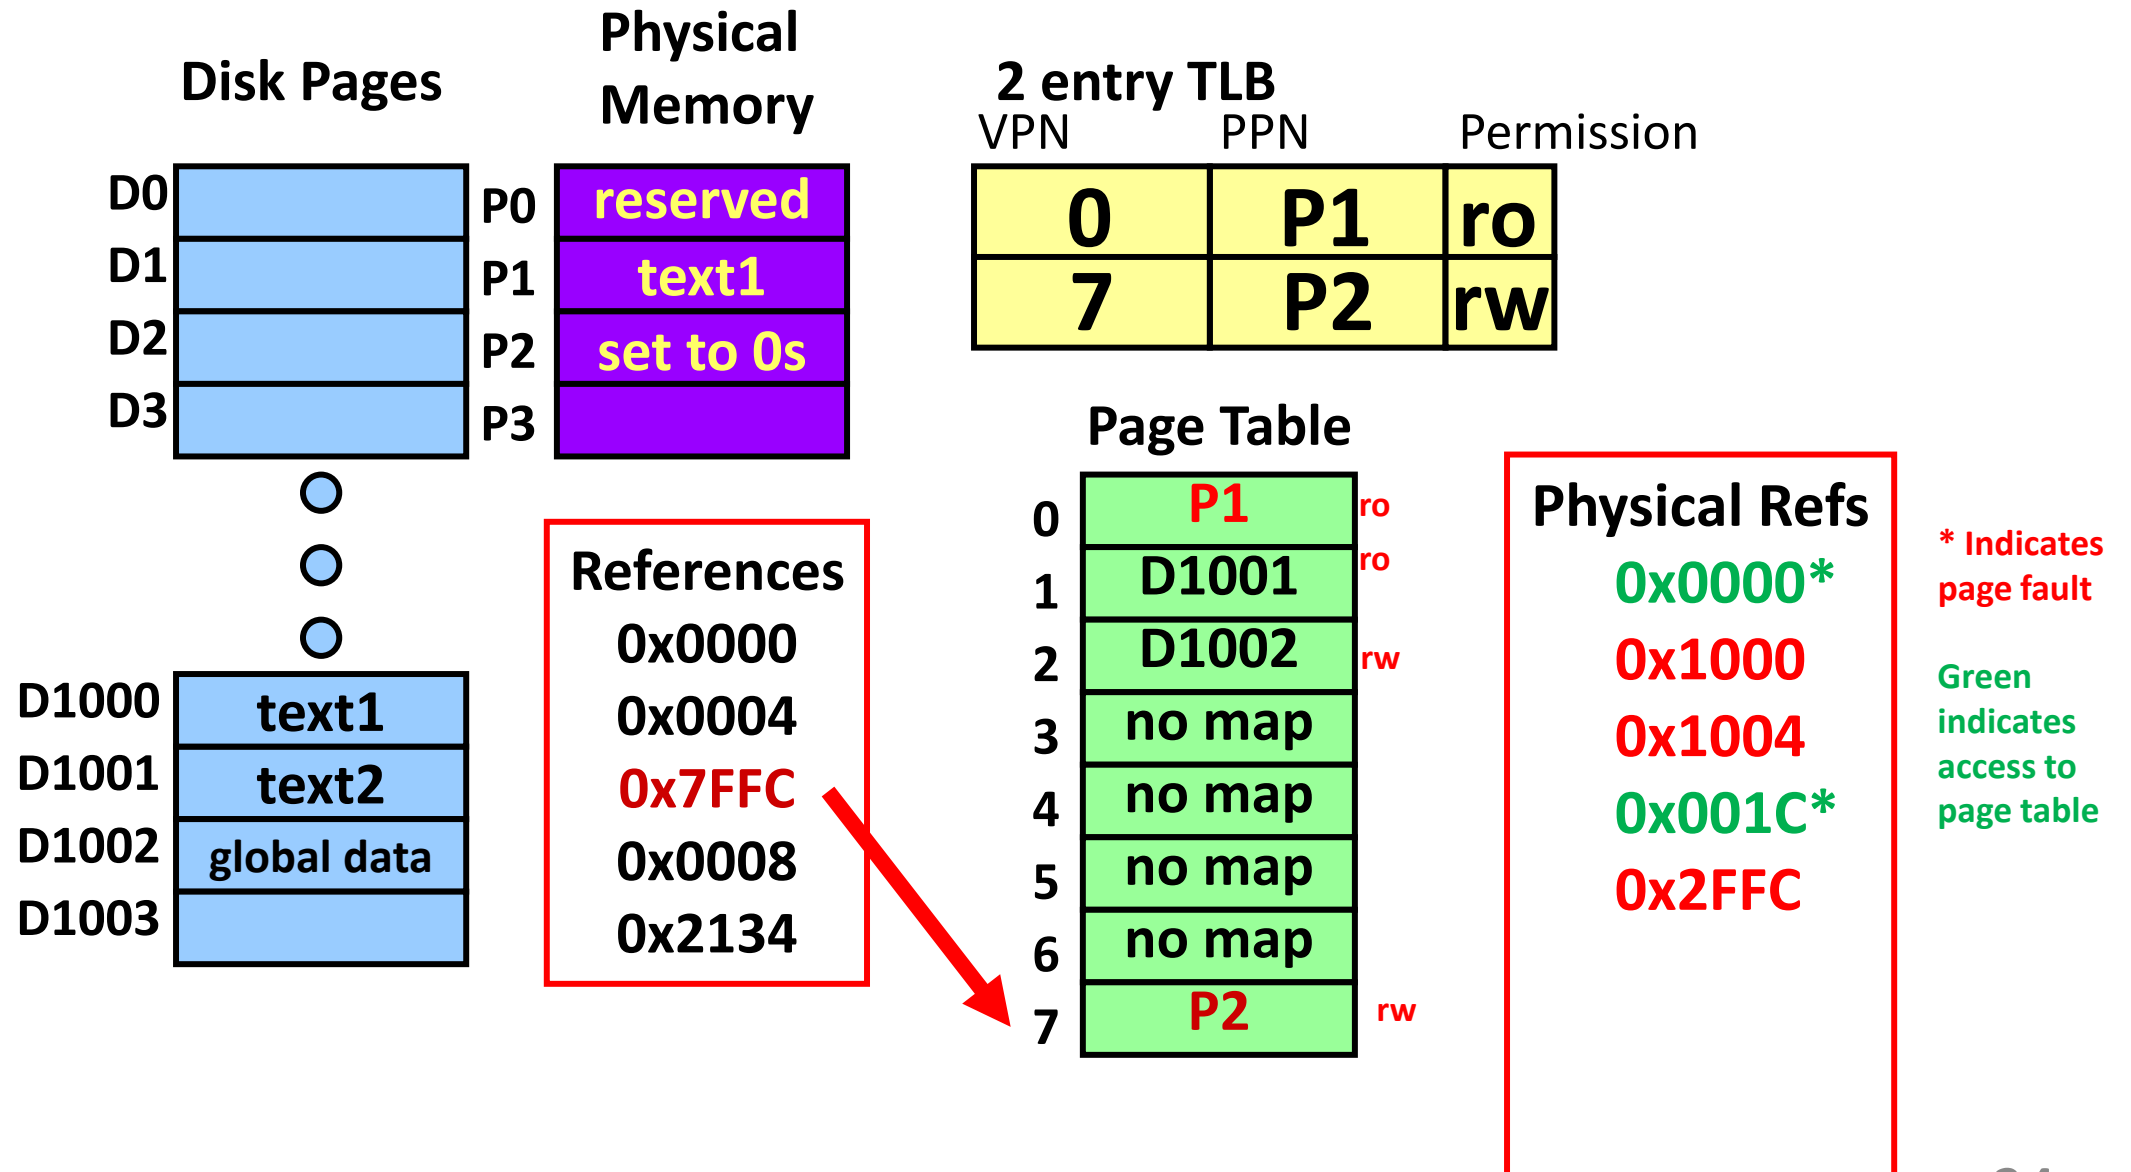 Disk Pages
D0
D1
D2
D3
D1000 text1
D1001 text2
D1002 global data
D1003
Physical
Memory
P0 reserved
P1 text1
P2 set to 0s
P3
2 entry TLB
VPN PPN Permission
0 P1 ro
7 P2 rw
References
0x0000
0x0004
0x7FFC
0x0008
0x2134
Page Table
0 P1 ro
1 D1001 ro
2 D1002 rw
3 no map
4 no map
5 no map
6 no map
7 P2 rw
Physical Refs
0x0000*
0x1000
0x1004
0x001C*
0x2FFC
* Indicates
page fault
Green
indicates
access to
page table